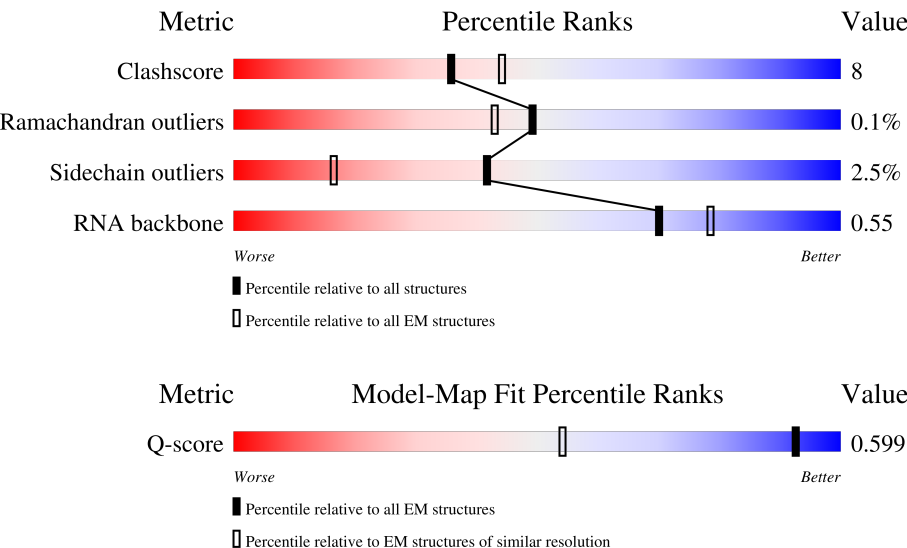 Metric Percentile Ranks Value
Clashscore 8
Ramachandran outliers 0.1%
Sidechain outliers 2.5%
RNA backbone 0.55
Worse Better
Percentile relative to all structures
Percentile relative to all EM structures
Metric Model-Map Fit Percentile Ranks Value
Q-score 0.599
Worse Better
Percentile relative to all EM structures
Percentile relative to EM structures of similar resolution